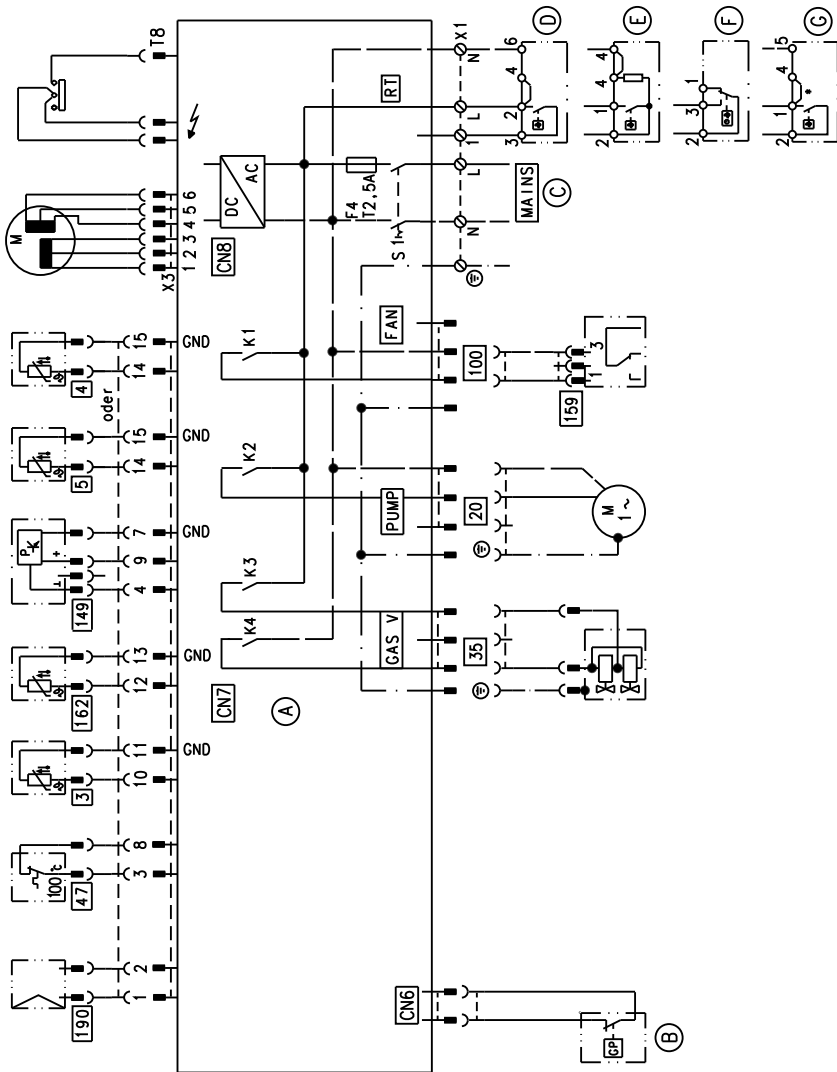 T8
M
X3
1 2 3 4 5 6
CN8
DC
AC
F4
T2,5A
S1
RT
X1
N
L
1
L
N
MAINS
C
D
3 2 4 6
E
2 1 4 4
F
2 3 1
G
2 1 4 5
*
4
14 15
GND
oder
5
14 15
GND
149
P
+
⊥
4 9 7
GND
162
12 13
GND
3
10 11
GND
47
100°C
3 8
190
1 2
K1
K2
K3
K4
CN7
A
FAN
100
159
1
3
PUMP
20
M
1~
GAS V
35
CN6
GP
B